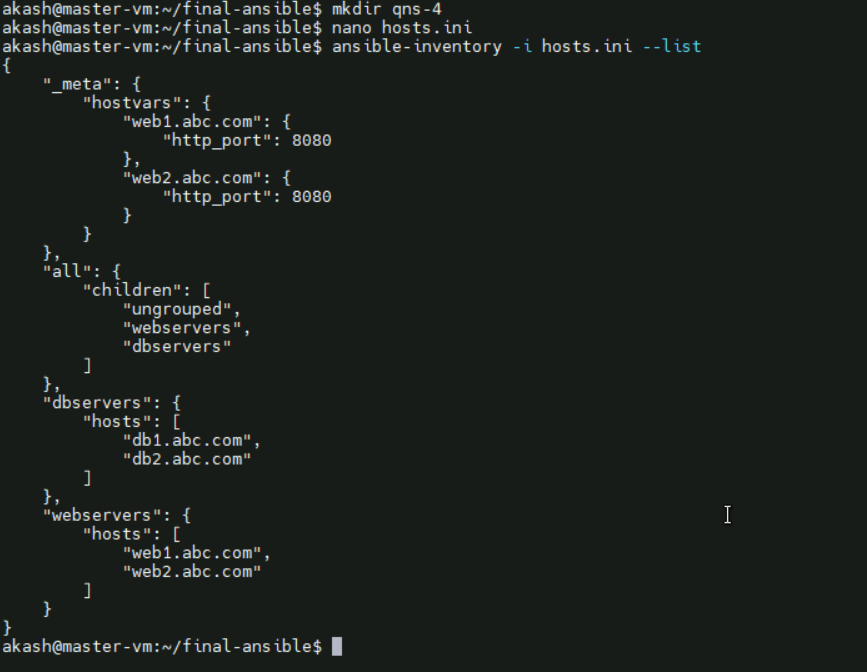 akash@master-vm:~/final-ansible$ mkdir qns-4
akash@master-vm:~/final-ansible$ nano hosts.ini
akash@master-vm:~/final-ansible$ ansible-inventory -i hosts.ini --list
{
    "_meta": {
        "hostvars": {
            "web1.abc.com": {
                "http_port": 8080
            },
            "web2.abc.com": {
                "http_port": 8080
            }
        }
    },
    "all": {
        "children": [
            "ungrouped",
            "webservers",
            "dbservers"
        ]
    },
    "dbservers": {
        "hosts": [
            "db1.abc.com",
            "db2.abc.com"
        ]
    },
    "webservers": {
        "hosts": [
            "web1.abc.com",
            "web2.abc.com"
        ]
    }
}
akash@master-vm:~/final-ansible$